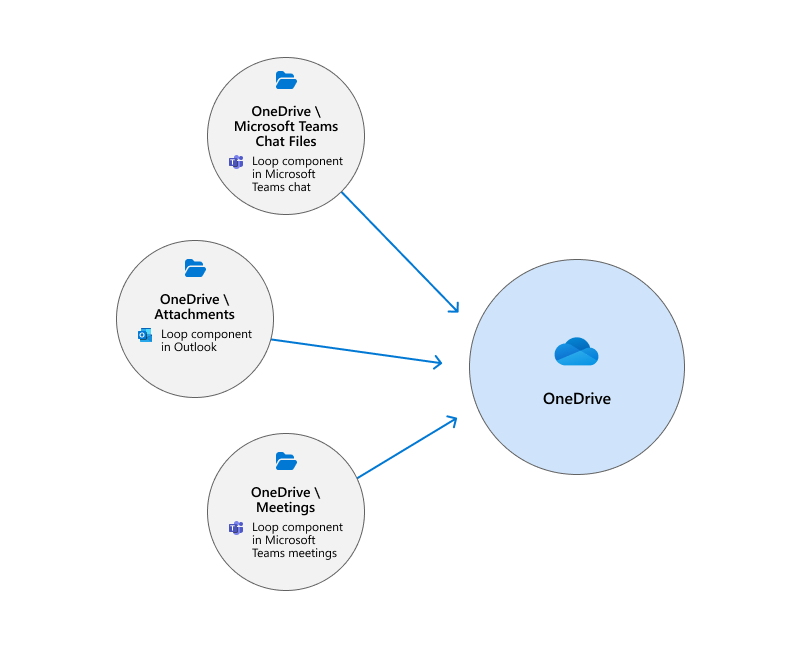 OneDrive \
Microsoft Teams
Chat Files
Loop component
in Microsoft
Teams chat
OneDrive \
Attachments
Loop component
in Outlook
OneDrive
OneDrive \
Meetings
Loop component
in Microsoft
Teams meetings